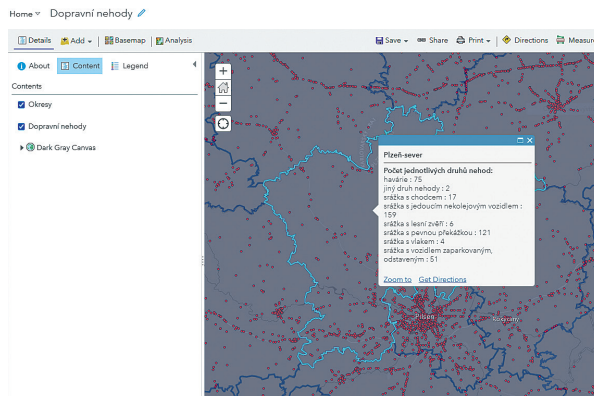 Home Dopravní nehody
Details Add Basemap Analysis Save Share Print Directions Measure
About Content Legend
Contents
Okresy
Dopravní nehody
Dark Gray Canvas
Plzeň-sever
Počet jednotlivých druhů nehod:
havárie : 75
jiný druh nehody : 2
srážka s chodcem : 17
srážka s jedoucím nekolejovým vozidlem :
159
srážka s lesní zvěří : 6
srážka s pevnou překážkou : 121
srážka s vlakem : 4
srážka s vozidlem zaparkovaným,
odstaveným : 51
Zoom to Get Directions
Pilsen
Rokycany